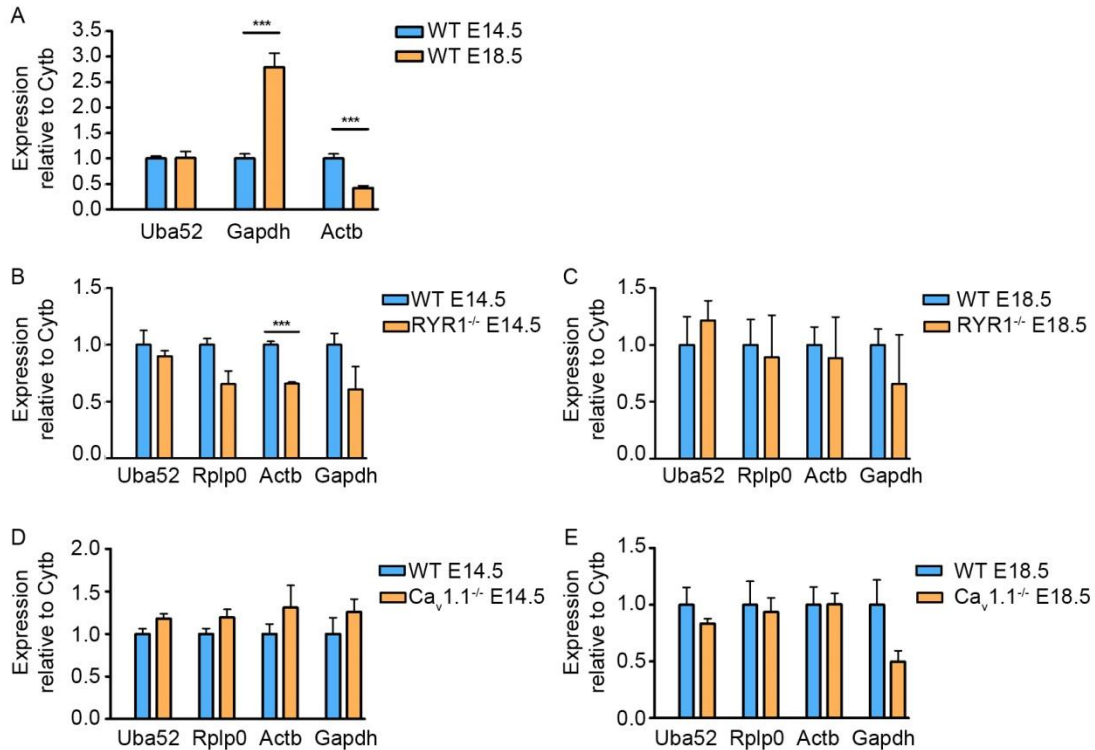 A
Expression
relative to Cytb
3.5
3.0
2.5
2.0
1.5
1.0
0.5
0.0
***
***
Uba52 Gapdh Actb
WT E14.5
WT E18.5
B
Expression
relative to Cytb
1.5
1.0
0.5
0.0
***
Uba52 Rplp0 Actb Gapdh
WT E14.5
RYR1-/- E14.5
C
Expression
relative to Cytb
1.5
1.0
0.5
0.0
Uba52 Rplp0 Actb Gapdh
WT E18.5
RYR1-/- E18.5
D
Expression
relative to Cytb
2.0
1.5
1.0
0.5
0.0
Uba52 Rplp0 Actb Gapdh
WT E14.5
Cav1.1-/- E14.5
E
Expression
relative to Cytb
1.5
1.0
0.5
0.0
Uba52 Rplp0 Actb Gapdh
WT E18.5
Cav1.1-/- E18.5